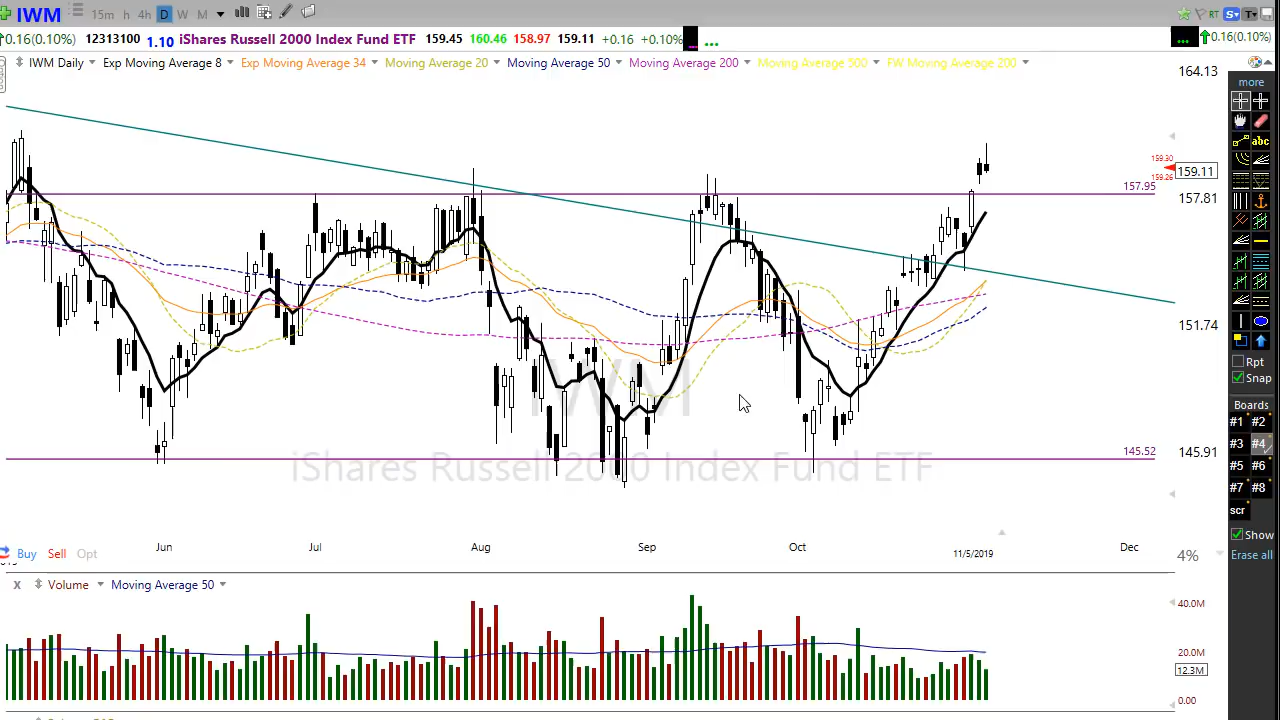 IWM 15m h 4h D W M RT S T
0.16(0.10%) 12313100 1.10 iShares Russell 2000 Index Fund ETF 159.45 160.46 158.97 159.11 +0.16 +0.10% ... ... 0.16(0.10%)
IWM Daily Exp Moving Average 8 Exp Moving Average 34 Moving Average 20 Moving Average 50 Moving Average 200 Moving Average 500 FW Moving Average 200
164.13
more
abc
159.30
159.11
159.26
157.95
157.81
151.74
IWM
Rpt
Snap
Boards
#1 #2
#3 #4
145.52
145.91
iShares Russell 2000 Index Fund ETF
#5 #6
#7 #8
scr
Show
Jun Jul Aug Sep Oct 11/5/2019 Dec
Buy Sell Opt
4%
Erase all
X Volume Moving Average 50
40.0M
20.0M
12.3M
0.00